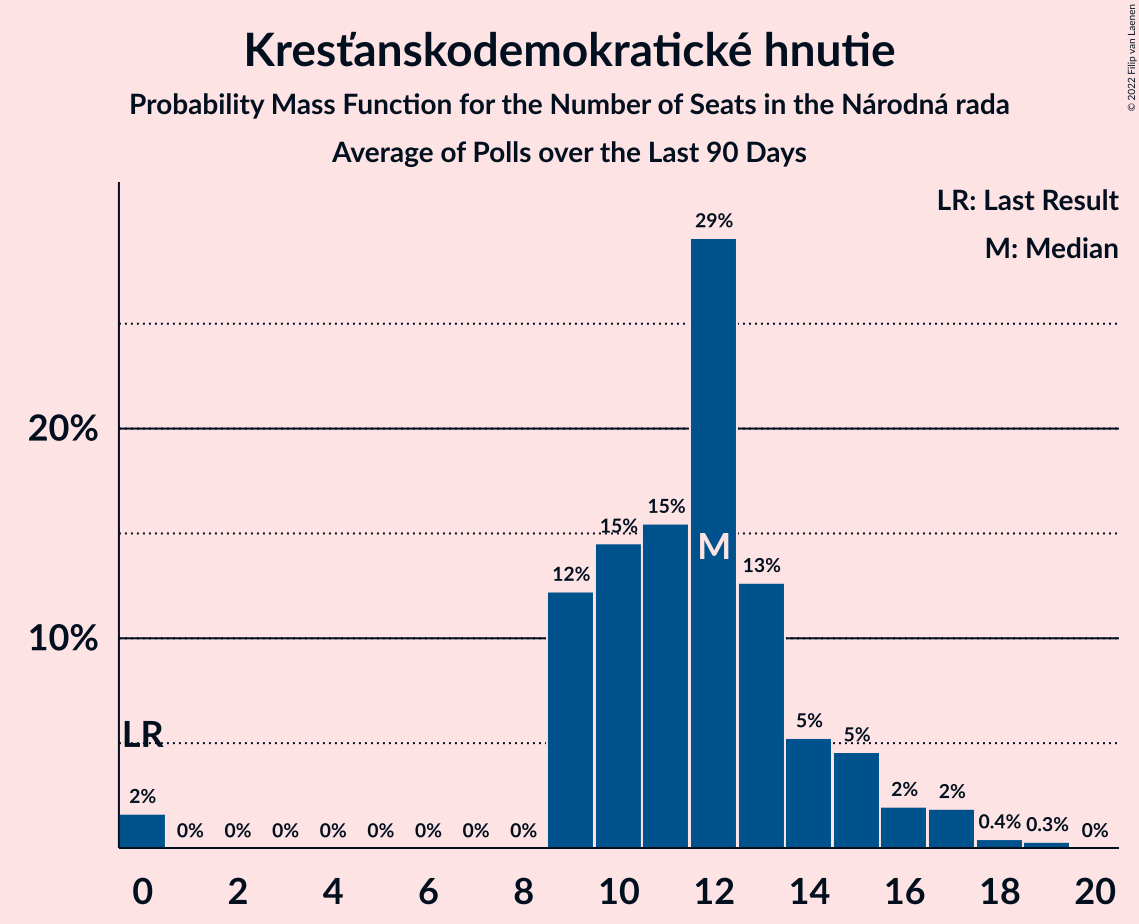 Kresťanskodemokratické hnutie
Probability Mass Function for the Number of Seats in the Národná rada
Average of Polls over the Last 90 Days
© 2022 Filip van Laenen
LR: Last Result
M: Median
20%
10%
LR
M
2%
0%
0%
0%
0%
0%
0%
0%
0%
12%
15%
15%
29%
13%
5%
5%
2%
2%
0.4%
0.3%
0%
0 2 4 6 8 10 12 14 16 18 20